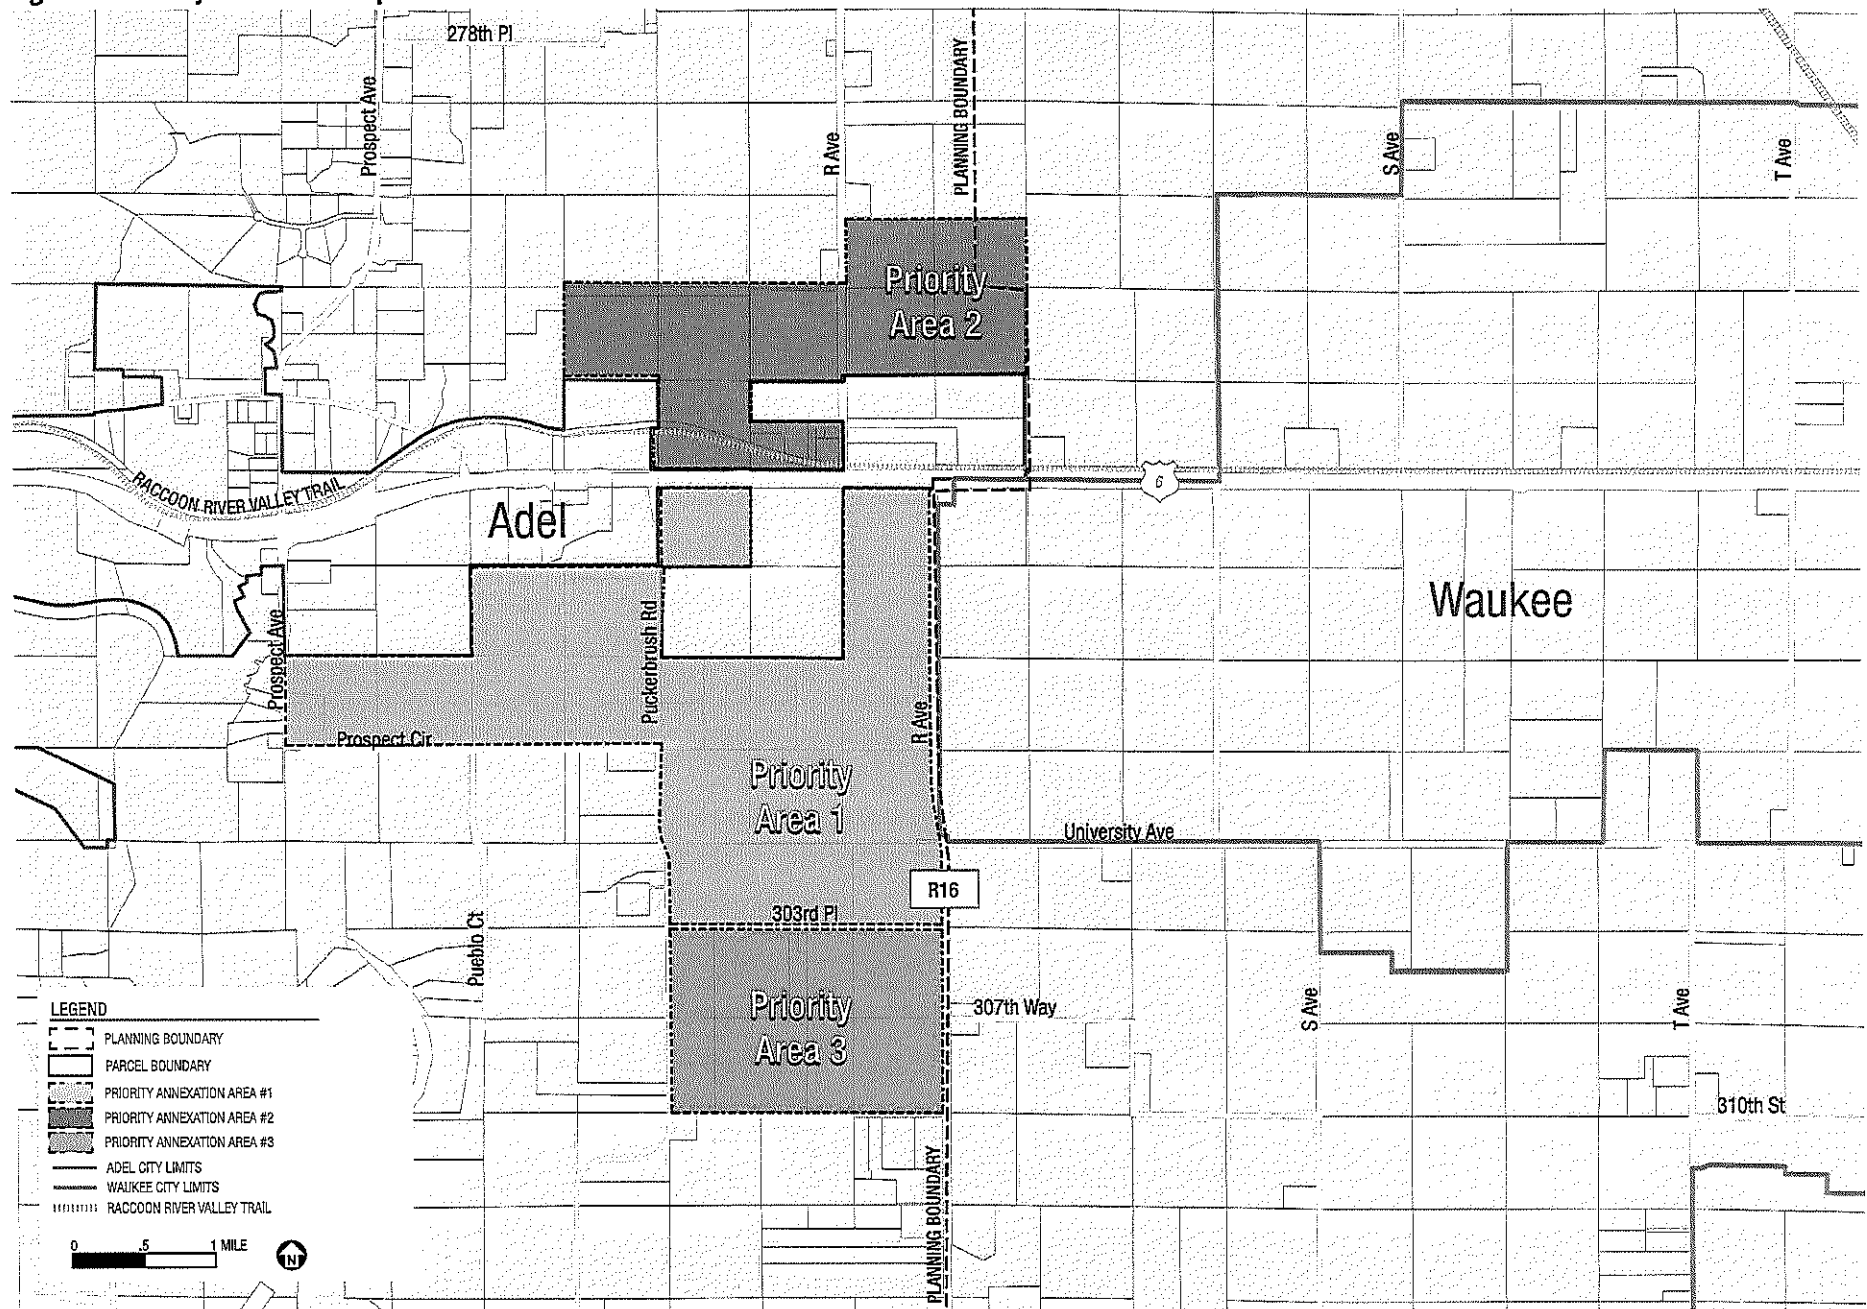 278th Pl
Prospect Ave
R Ave
PLANNING BOUNDARY
S Ave
T Ave
Priority
Area 2
RACCOON RIVER VALLEY TRAIL
Adel
6
Waukee
Prospect Ave
Puckerbrush Rd
R Ave
Prospect Cir
Priority
Area 1
University Ave
R16
303rd Pl
Pueblo Ct
Priority
Area 3
307th Way
S Ave
T Ave
310th St
PLANNING BOUNDARY
LEGEND
PLANNING BOUNDARY
PARCEL BOUNDARY
PRIORITY ANNEXATION AREA #1
PRIORITY ANNEXATION AREA #2
PRIORITY ANNEXATION AREA #3
ADEL CITY LIMITS
WAUKEE CITY LIMITS
RACCOON RIVER VALLEY TRAIL
0 .5 1 MILE
N